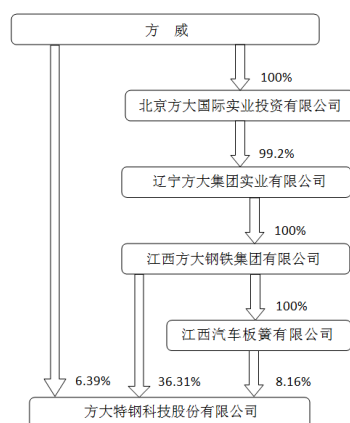 方　威
100%
北京方大国际实业投资有限公司
99.2%
辽宁方大集团实业有限公司
100%
江西方大钢铁集团有限公司
100%
江西汽车板簧有限公司
6.39%
36.31%
8.16%
方大特钢科技股份有限公司